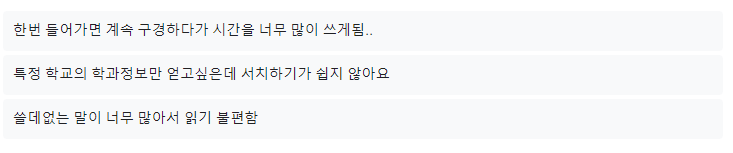 한번 들어가면 계속 구경하다가 시간을 너무 많이 쓰게됨..
특정 학교의 학과정보만 얻고싶은데 서치하기가 쉽지 않아요
쓸데없는 말이 너무 많아서 읽기 불편함